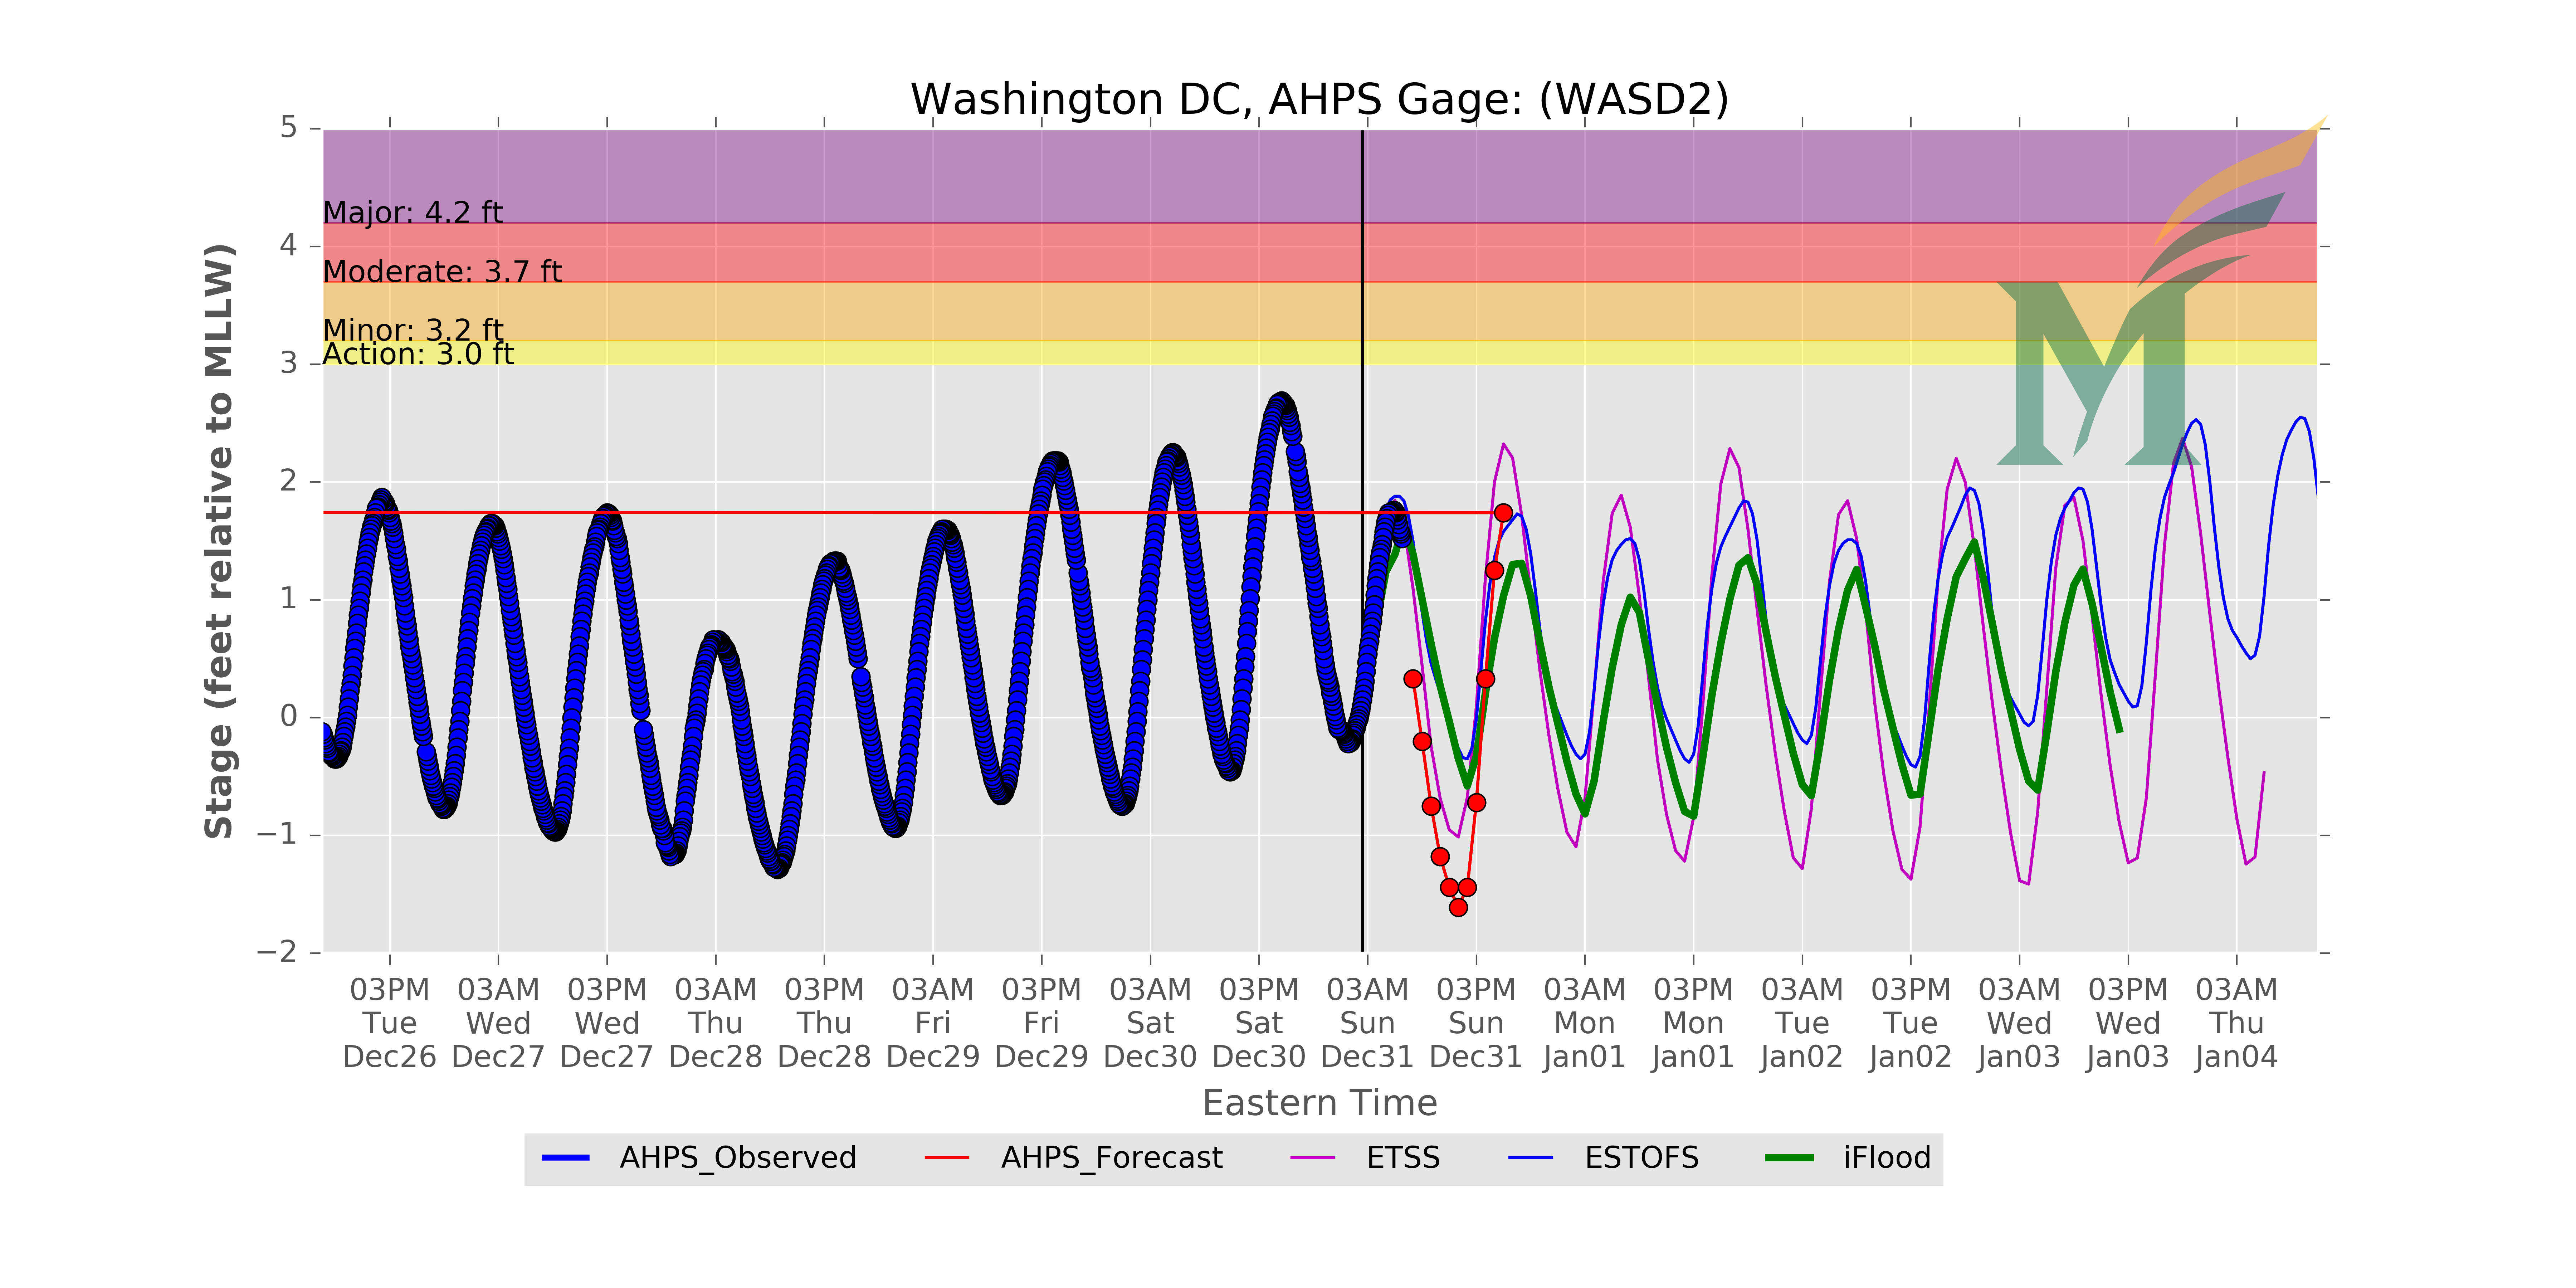 Washington DC, AHPS Gage: (WASD2)
5
Major: 4.2 ft
4
Moderate: 3.7 ft
Minor: 3.2 ft
Action: 3.0 ft
3
2
1
0
−1
−2
Stage (feet relative to MLLW)
03PM 03AM 03PM 03AM 03PM 03AM 03PM 03AM 03PM 03AM 03PM 03AM 03PM 03AM 03PM 03AM 03PM 03AM
Tue Wed Wed Thu Thu Fri Fri Sat Sat Sun Sun Mon Mon Tue Tue Wed Wed Thu
Dec26 Dec27 Dec27 Dec28 Dec28 Dec29 Dec29 Dec30 Dec30 Dec31 Dec31 Jan01 Jan01 Jan02 Jan02 Jan03 Jan03 Jan04
Eastern Time
AHPS_Observed AHPS_Forecast ETSS ESTOFS iFlood
M